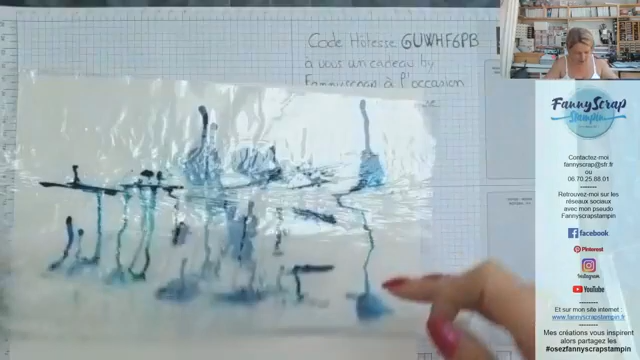 Code Hôtesse GUWHF6PB
à vous un cadeau by
Fannyscrap à l'occasion
FannyScrap
Stampin
Contactez-moi
fannyscrap@sfr.fr
ou
06.70.25.88.01
--------
Retrouvez-moi sur les
réseaux sociaux
avec mon pseudo
Fannyscrapstampin
facebook
Pinterest
Instagram
YouTube
--------
Et sur mon site internet :
www.fannyscrapstampin.fr
--------
Mes créations vous inspirent
alors partagez les
#osezfannyscrap